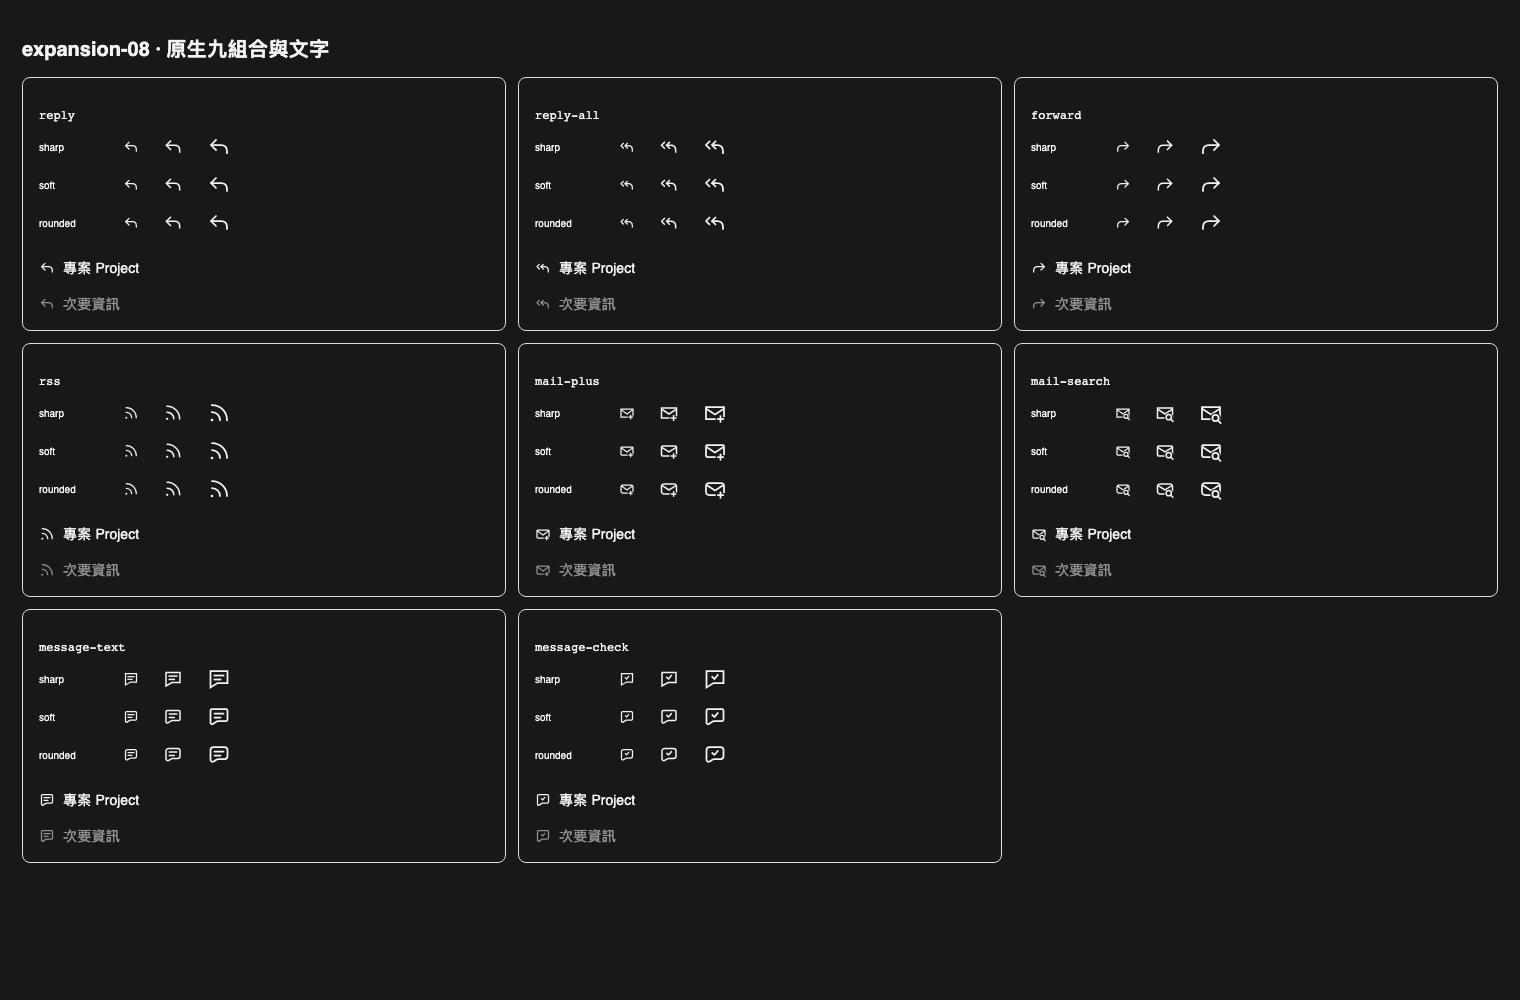 expansion-08 · 原生九組合與文字
reply
sharp
soft
rounded
專案 Project
次要資訊
reply-all
sharp
soft
rounded
專案 Project
次要資訊
forward
sharp
soft
rounded
專案 Project
次要資訊
rss
sharp
soft
rounded
專案 Project
次要資訊
mail-plus
sharp
soft
rounded
專案 Project
次要資訊
mail-search
sharp
soft
rounded
專案 Project
次要資訊
message-text
sharp
soft
rounded
專案 Project
次要資訊
message-check
sharp
soft
rounded
專案 Project
次要資訊